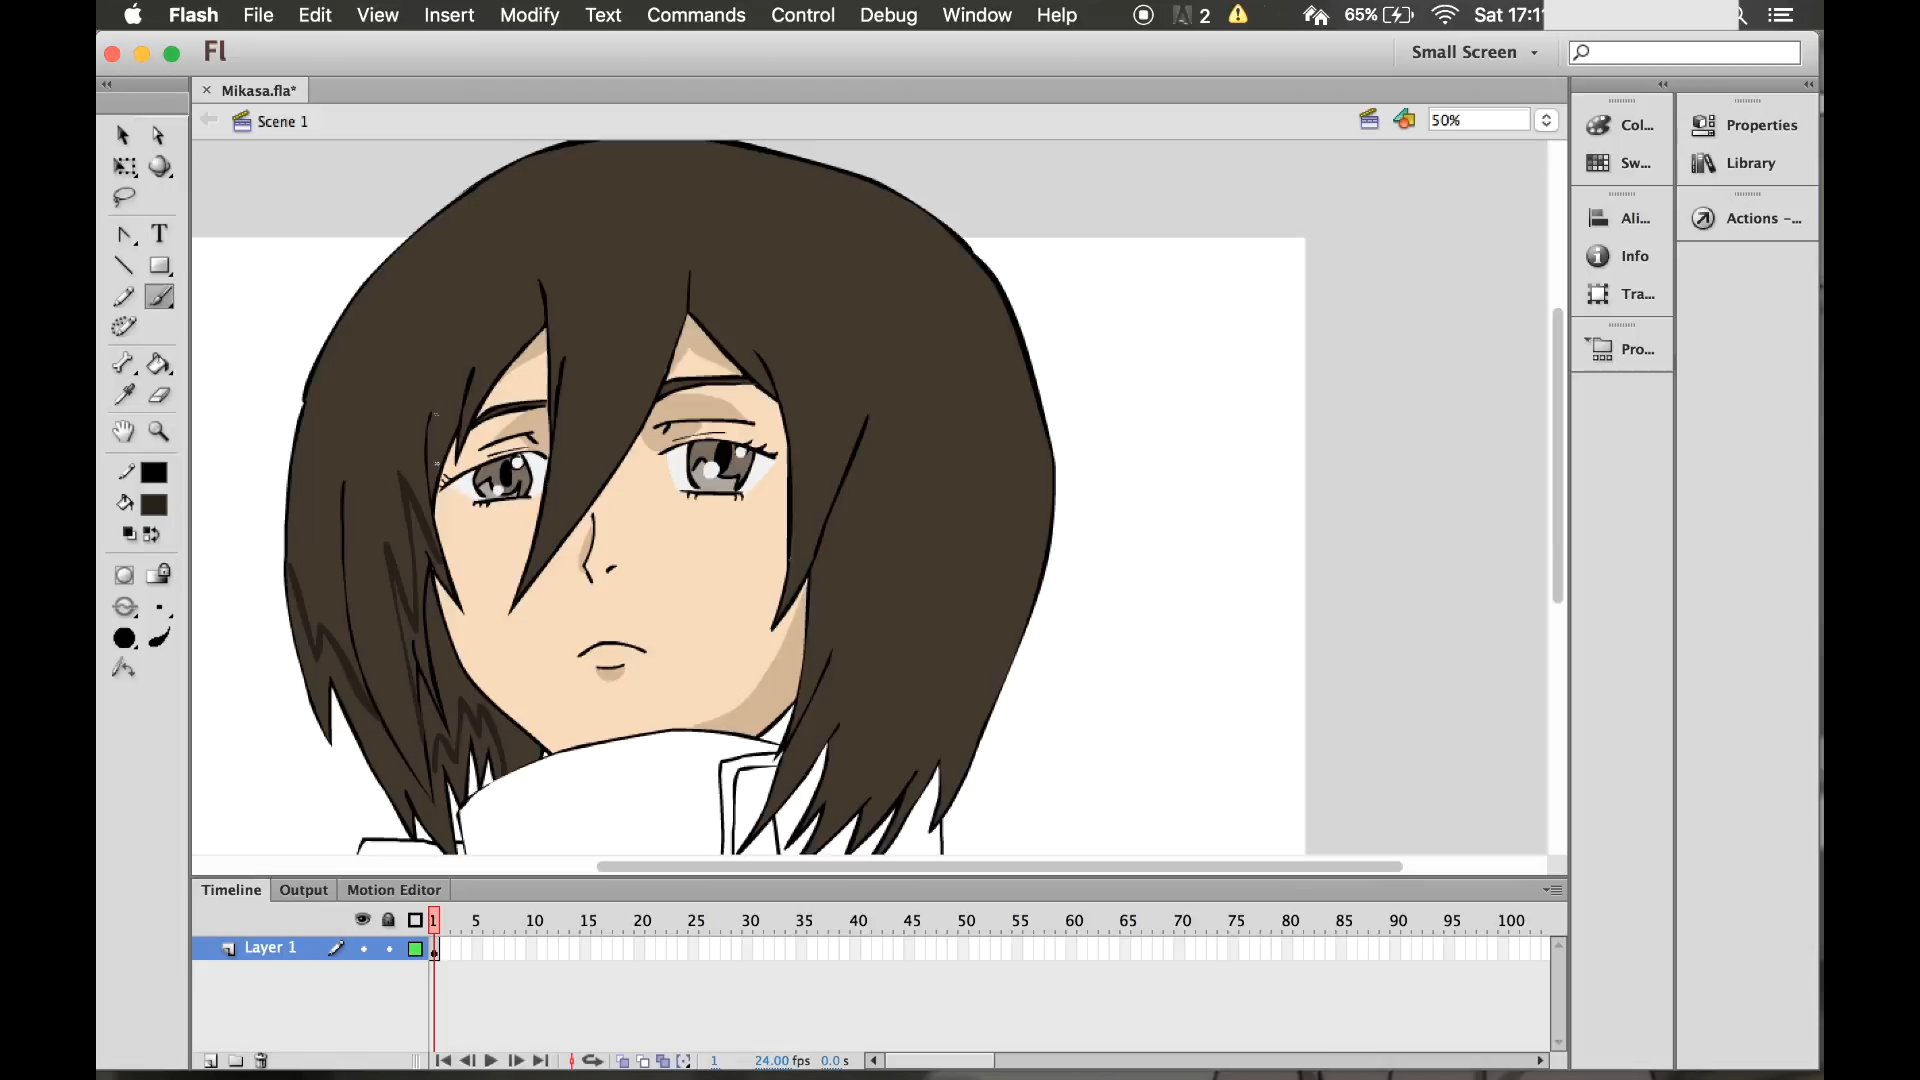 Flash File Edit View Insert Modify Text Commands Control Debug Window Help 2 65% Sat 17:1
Fl Small Screen
Mikasa.fla*
Scene 1 50%
Col... Properties
Sw... Library
Ali... Actions –...
Info
Tra...
Pro...
T
Timeline Output Motion Editor
1 5 10 15 20 25 30 35 40 45 50 55 60 65 70 75 80 85 90 95 100
Layer 1
1 24.00 fps 0.0 s